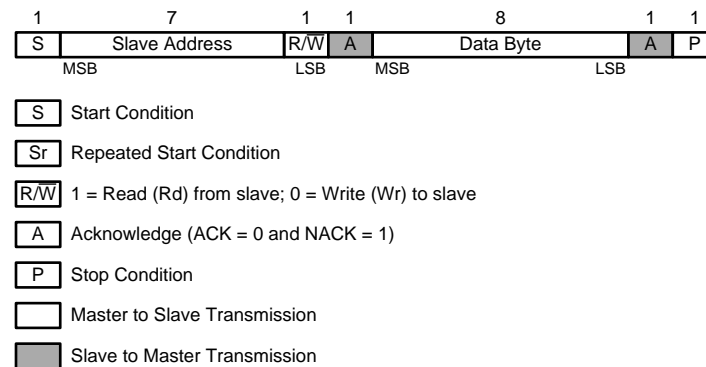 1 7 1 1 8 1 1
S Slave Address R/W̅ A Data Byte A P
MSB LSB MSB LSB
S Start Condition
Sr Repeated Start Condition
R/W̅ 1 = Read (Rd) from slave; 0 = Write (Wr) to slave
A Acknowledge (ACK = 0 and NACK = 1)
P Stop Condition
Master to Slave Transmission
Slave to Master Transmission